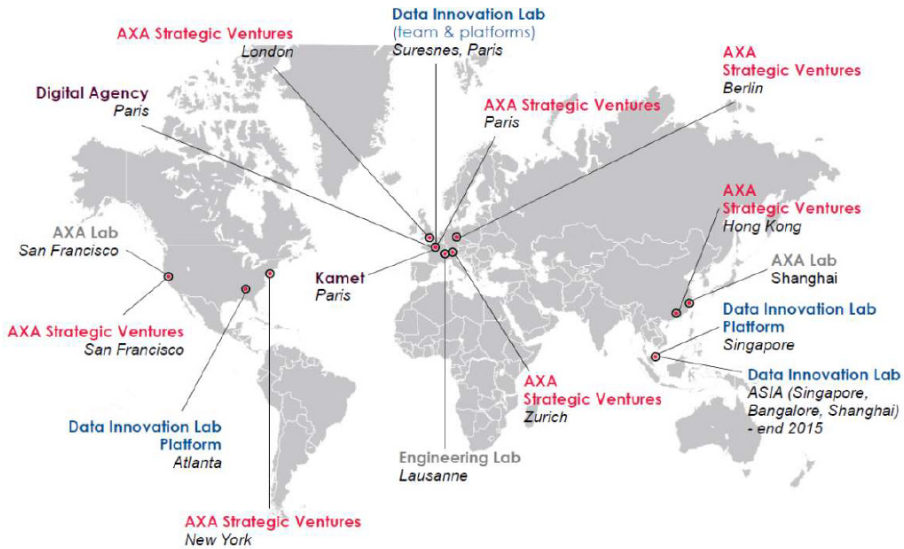 Data Innovation Lab
(team & platforms)
Suresnes, Paris
AXA Strategic Ventures
London
AXA
Strategic Ventures
Berlin
Digital Agency
Paris
AXA Strategic Ventures
Paris
AXA
Strategic Ventures
Hong Kong
AXA Lab
San Francisco
AXA Lab
Shanghai
Kamet
Paris
Data Innovation Lab
Platform
Singapore
AXA Strategic Ventures
San Francisco
Data Innovation Lab
ASIA (Singapore,
Bangalore, Shanghai)
- end 2015
AXA
Strategic Ventures
Zurich
Data Innovation Lab
Platform
Atlanta
Engineering Lab
Lausanne
AXA Strategic Ventures
New York